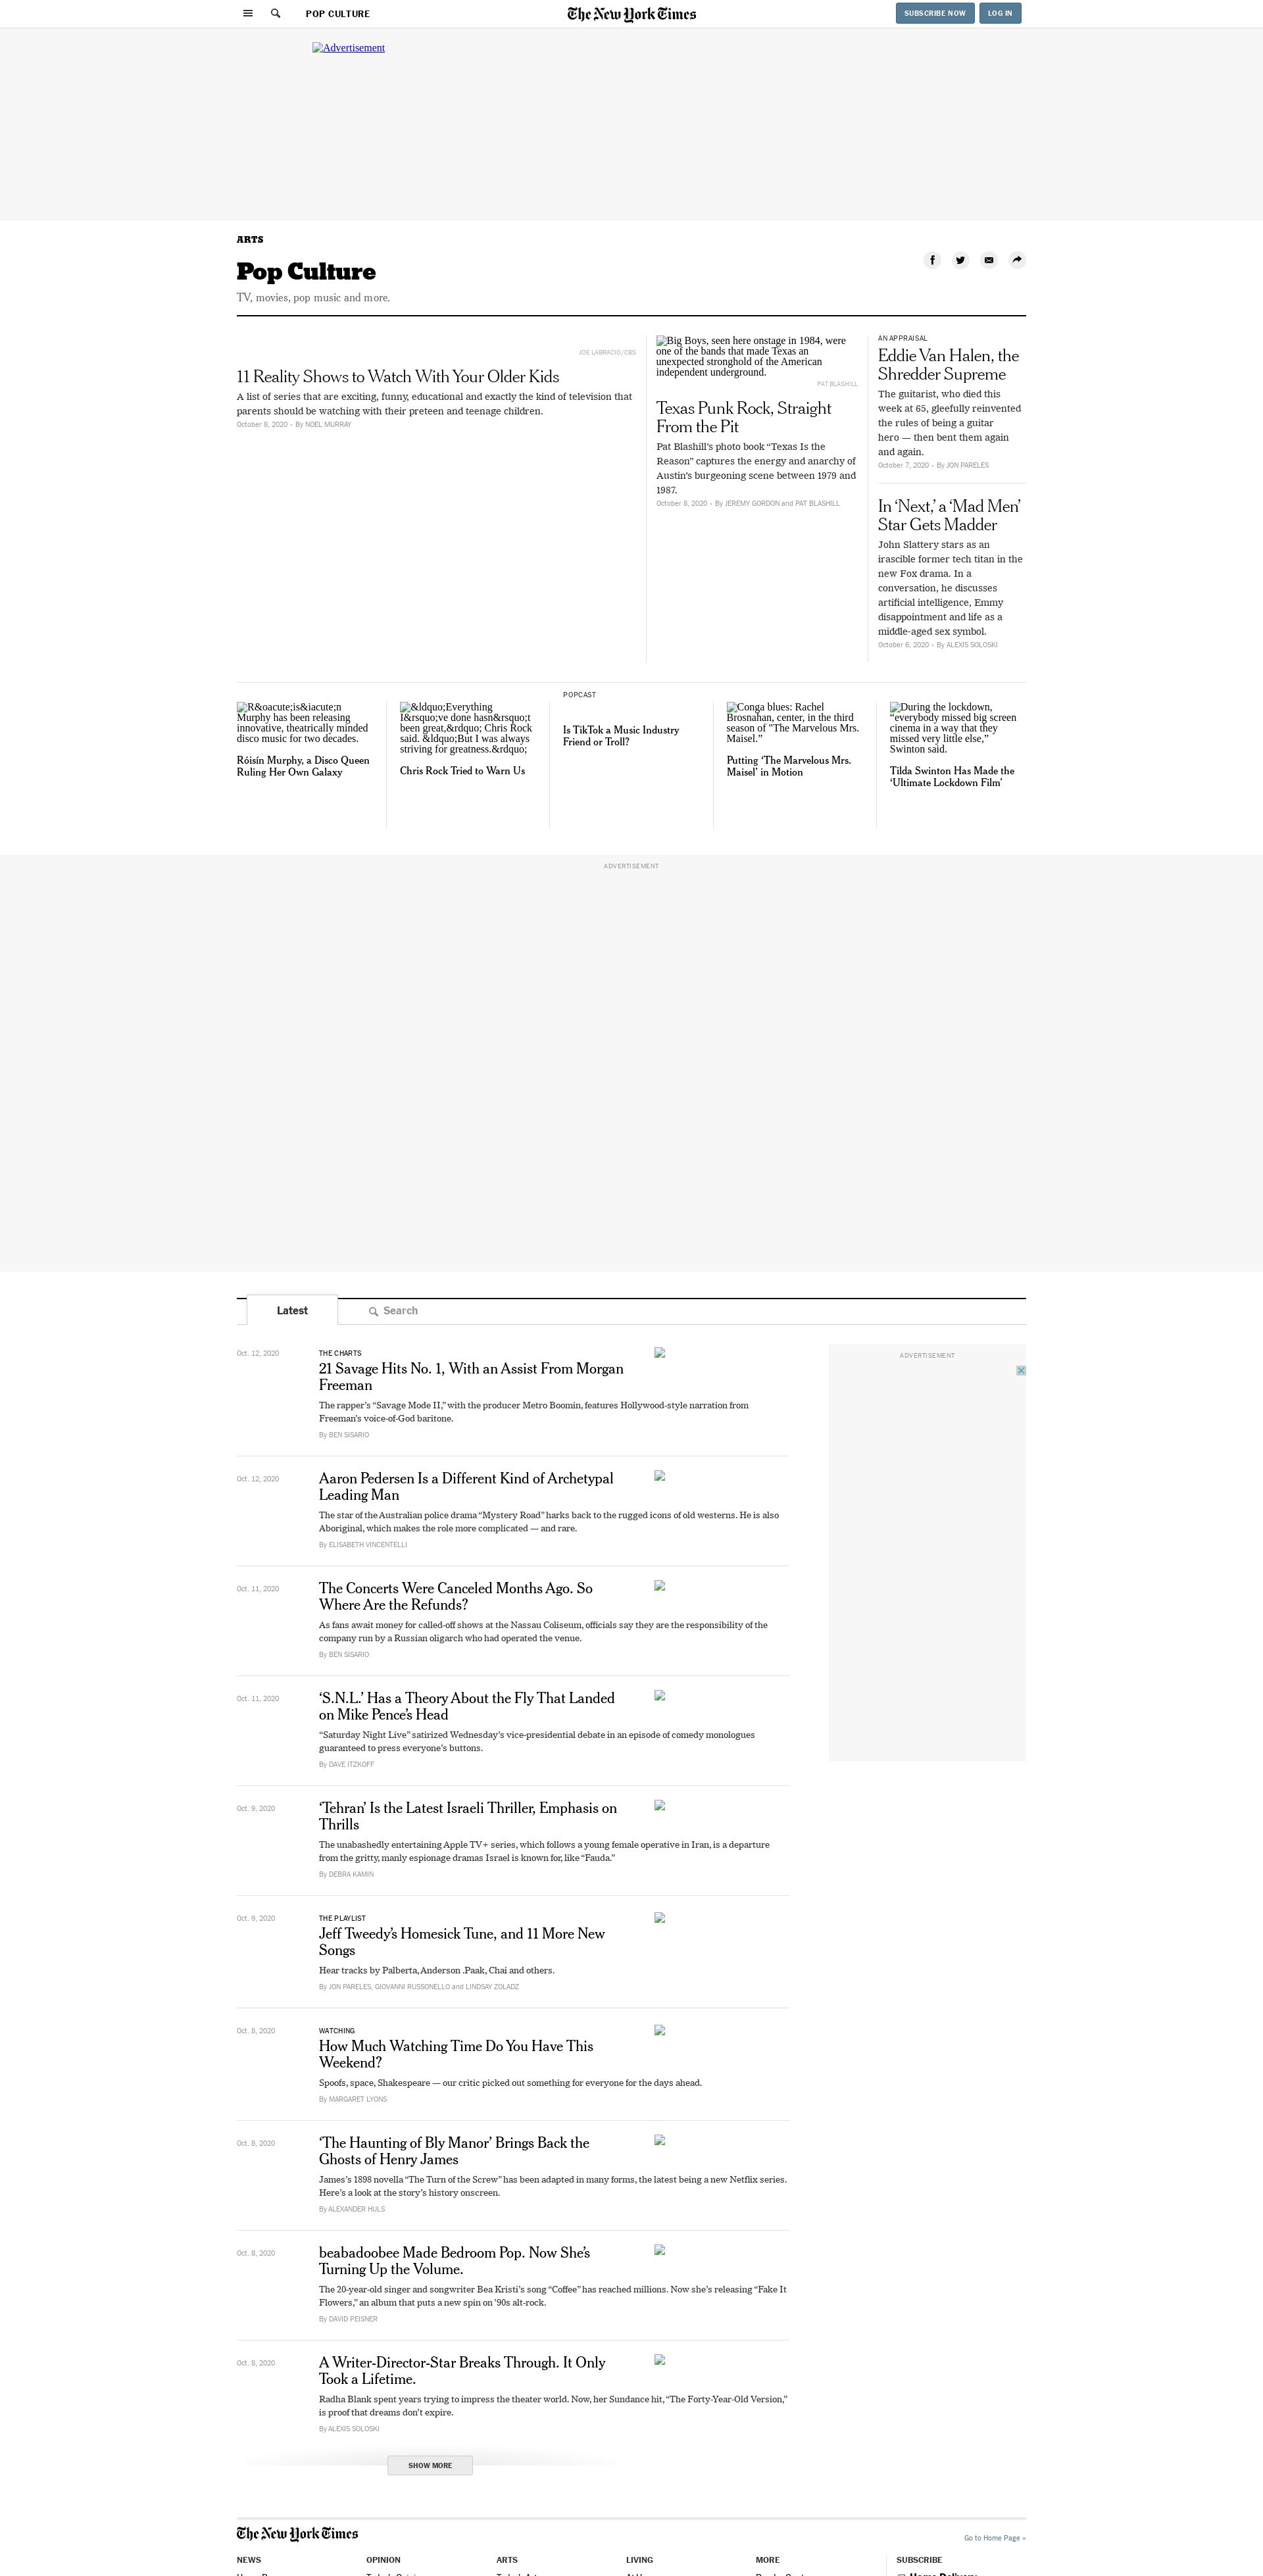 POP CULTURE
The New York Times
SUBSCRIBE NOW
LOG IN
Advertisement
ARTS
Pop Culture
TV, movies, pop music and more.
JOE LABRACIO/CBS
11 Reality Shows to Watch With Your Older Kids
A list of series that are exciting, funny, educational and exactly the kind of television that
parents should be watching with their preteen and teenage children.
October 8, 2020 · By NOEL MURRAY
Big Boys, seen here onstage in 1984, were
one of the bands that made Texas an
unexpected stronghold of the American
independent underground.
PAT BLASHILL
Texas Punk Rock, Straight
From the Pit
Pat Blashill's photo book “Texas Is the
Reason” captures the energy and anarchy of
Austin's burgeoning scene between 1979 and
1987.
October 8, 2020 · By JEREMY GORDON and PAT BLASHILL
AN APPRAISAL
Eddie Van Halen, the
Shredder Supreme
The guitarist, who died this
week at 65, gleefully reinvented
the rules of being a guitar
hero — then bent them again
and again.
October 7, 2020 · By JON PARELES
In ‘Next,’ a ‘Mad Men’
Star Gets Madder
John Slattery stars as an
irascible former tech titan in the
new Fox drama. In a
conversation, he discusses
artificial intelligence, Emmy
disappointment and life as a
middle-aged sex symbol.
October 6, 2020 · By ALEXIS SOLOSKI
R&oacute;is&iacute;n
Murphy has been releasing
innovative, theatrically minded
disco music for two decades.
Róisín Murphy, a Disco Queen
Ruling Her Own Galaxy
&ldquo;Everything
I&rsquo;ve done hasn&rsquo;t
been great,&rdquo; Chris Rock
said. &ldquo;But I was always
striving for greatness.&rdquo;
Chris Rock Tried to Warn Us
POPCAST
Is TikTok a Music Industry
Friend or Troll?
Conga blues: Rachel
Brosnahan, center, in the third
season of "The Marvelous Mrs.
Maisel.”
Putting ‘The Marvelous Mrs.
Maisel’ in Motion
During the lockdown,
“everybody missed big screen
cinema in a way that they
missed very little else,”
Swinton said.
Tilda Swinton Has Made the
‘Ultimate Lockdown Film’
ADVERTISEMENT
Latest
Search
ADVERTISEMENT
Oct. 12, 2020
THE CHARTS
21 Savage Hits No. 1, With an Assist From Morgan
Freeman
The rapper's “Savage Mode II,” with the producer Metro Boomin, features Hollywood-style narration from
Freeman's voice-of-God baritone.
By BEN SISARIO
Oct. 12, 2020
Aaron Pedersen Is a Different Kind of Archetypal
Leading Man
The star of the Australian police drama “Mystery Road” harks back to the rugged icons of old westerns. He is also
Aboriginal, which makes the role more complicated — and rare.
By ELISABETH VINCENTELLI
Oct. 11, 2020
The Concerts Were Canceled Months Ago. So
Where Are the Refunds?
As fans await money for called-off shows at the Nassau Coliseum, officials say they are the responsibility of the
company run by a Russian oligarch who had operated the venue.
By BEN SISARIO
Oct. 11, 2020
‘S.N.L.’ Has a Theory About the Fly That Landed
on Mike Pence’s Head
“Saturday Night Live” satirized Wednesday's vice-presidential debate in an episode of comedy monologues
guaranteed to press everyone's buttons.
By DAVE ITZKOFF
Oct. 9, 2020
‘Tehran’ Is the Latest Israeli Thriller, Emphasis on
Thrills
The unabashedly entertaining Apple TV+ series, which follows a young female operative in Iran, is a departure
from the gritty, manly espionage dramas Israel is known for, like “Fauda.”
By DEBRA KAMIN
Oct. 9, 2020
THE PLAYLIST
Jeff Tweedy’s Homesick Tune, and 11 More New
Songs
Hear tracks by Palberta, Anderson .Paak, Chai and others.
By JON PARELES, GIOVANNI RUSSONELLO and LINDSAY ZOLADZ
Oct. 8, 2020
WATCHING
How Much Watching Time Do You Have This
Weekend?
Spoofs, space, Shakespeare — our critic picked out something for everyone for the days ahead.
By MARGARET LYONS
Oct. 8, 2020
‘The Haunting of Bly Manor’ Brings Back the
Ghosts of Henry James
James's 1898 novella “The Turn of the Screw” has been adapted in many forms, the latest being a new Netflix series.
Here's a look at the story's history onscreen.
By ALEXANDER HULS
Oct. 8, 2020
beabadoobee Made Bedroom Pop. Now She’s
Turning Up the Volume.
The 20-year-old singer and songwriter Bea Kristi's song “Coffee” has reached millions. Now she's releasing “Fake It
Flowers,” an album that puts a new spin on '90s alt-rock.
By DAVID PEISNER
Oct. 8, 2020
A Writer-Director-Star Breaks Through. It Only
Took a Lifetime.
Radha Blank spent years trying to impress the theater world. Now, her Sundance hit, “The Forty-Year-Old Version,”
is proof that dreams don't expire.
By ALEXIS SOLOSKI
SHOW MORE
The New York Times
Go to Home Page »
NEWS
OPINION
ARTS
LIVING
MORE
SUBSCRIBE